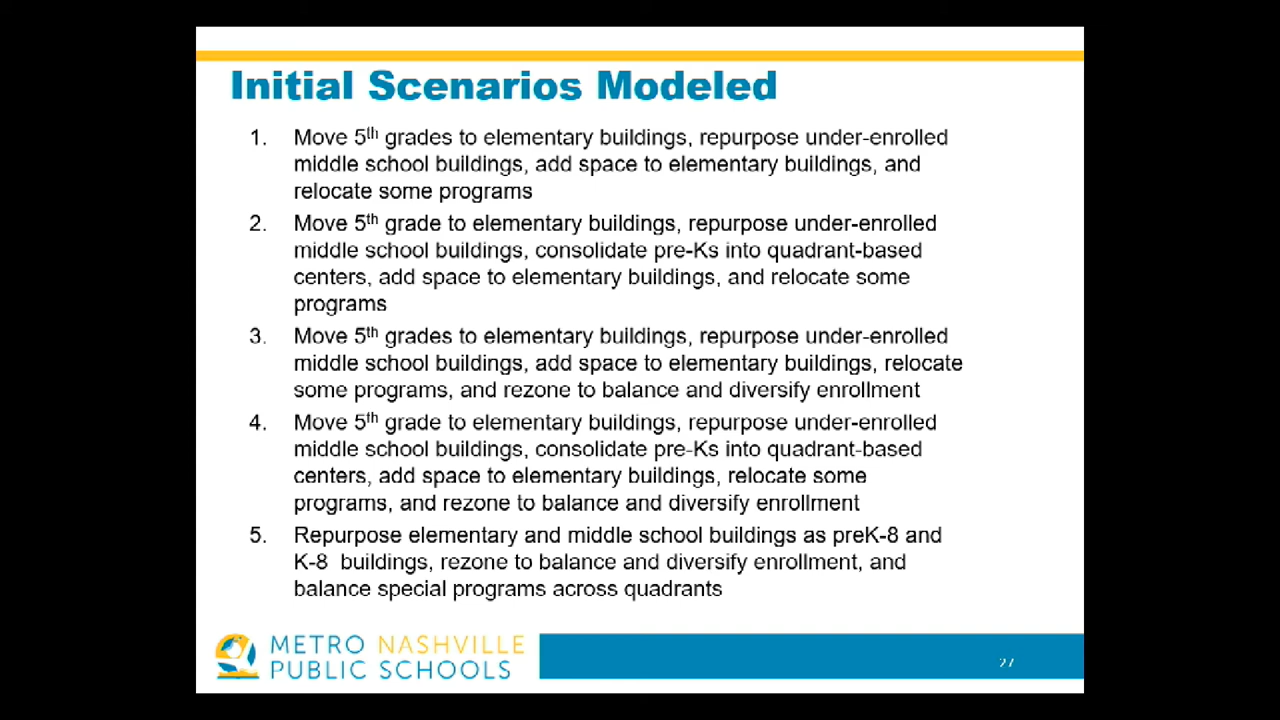 Initial Scenarios Modeled
1. Move 5th grades to elementary buildings, repurpose under-enrolled
middle school buildings, add space to elementary buildings, and
relocate some programs
2. Move 5th grade to elementary buildings, repurpose under-enrolled
middle school buildings, consolidate pre-Ks into quadrant-based
centers, add space to elementary buildings, and relocate some
programs
3. Move 5th grades to elementary buildings, repurpose under-enrolled
middle school buildings, add space to elementary buildings, relocate
some programs, and rezone to balance and diversify enrollment
4. Move 5th grade to elementary buildings, repurpose under-enrolled
middle school buildings, consolidate pre-Ks into quadrant-based
centers, add space to elementary buildings, relocate some
programs, and rezone to balance and diversify enrollment
5. Repurpose elementary and middle school buildings as preK-8 and
K-8 buildings, rezone to balance and diversify enrollment, and
balance special programs across quadrants
METRO NASHVILLE
PUBLIC SCHOOLS
27